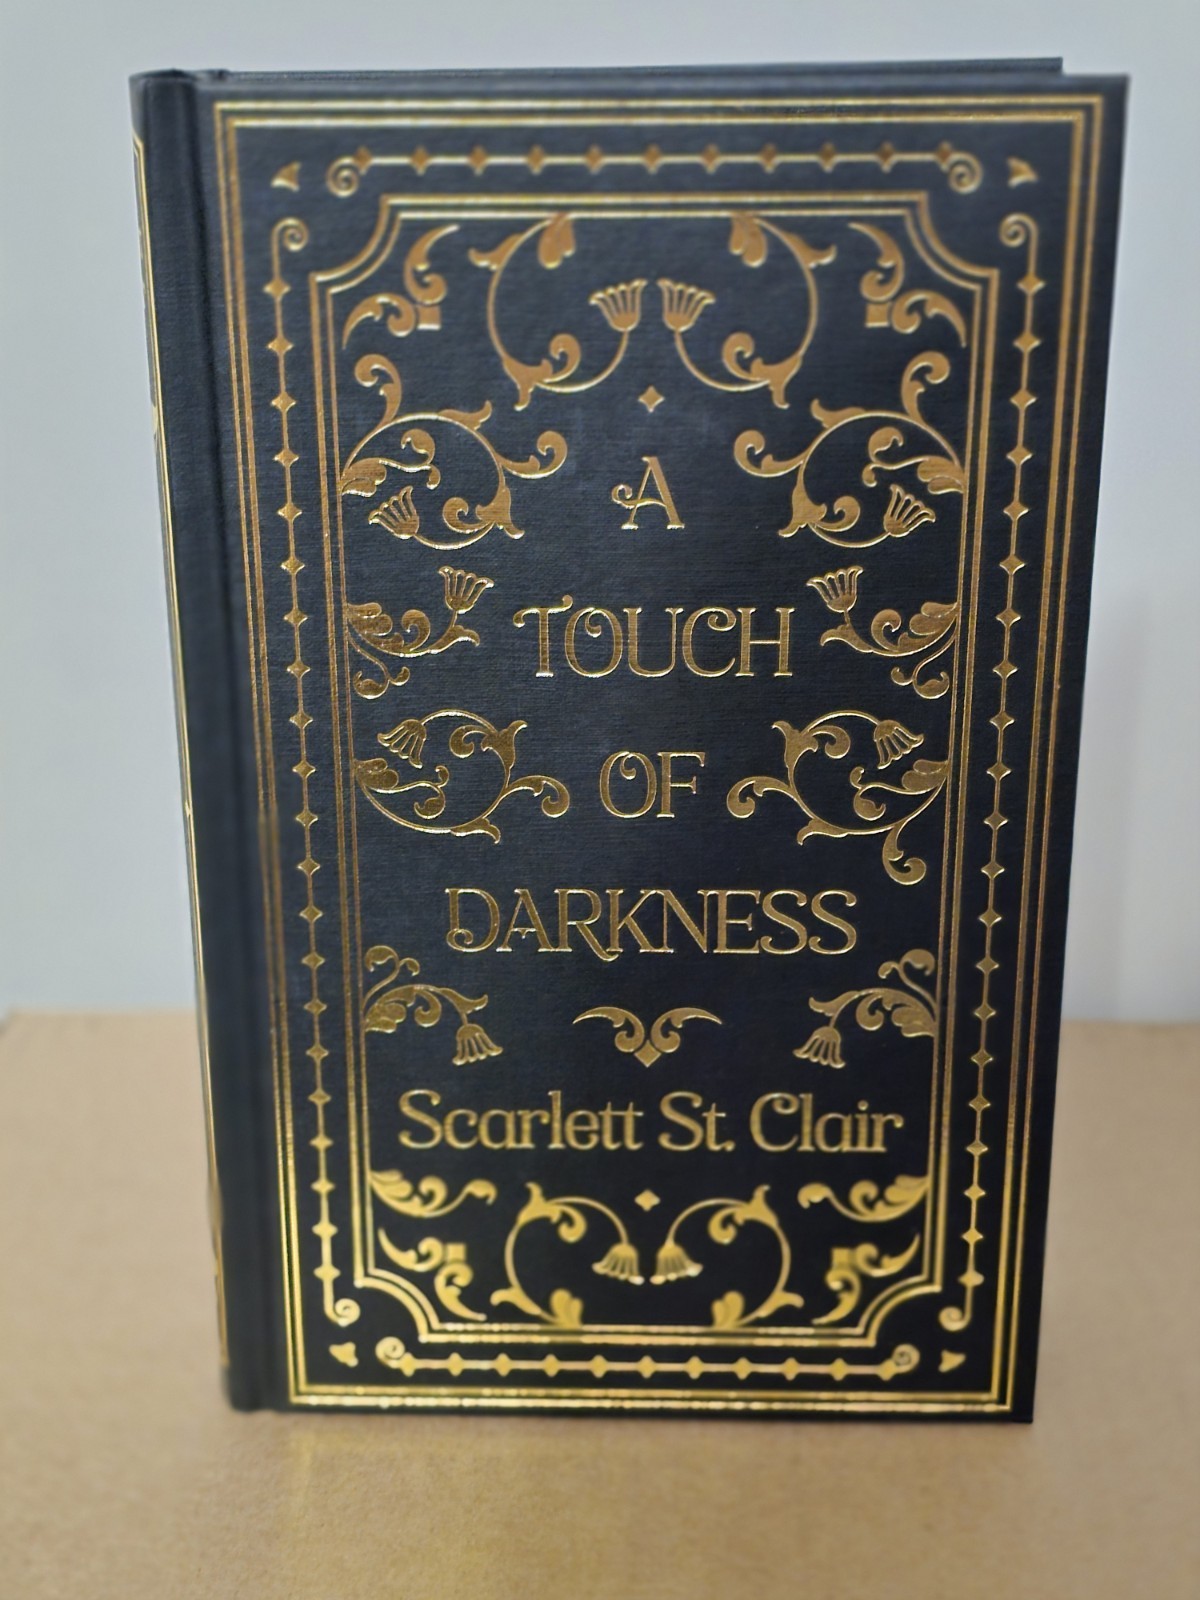 A
TOUCH
OF
DARKNESS
Scarlett St. Clair